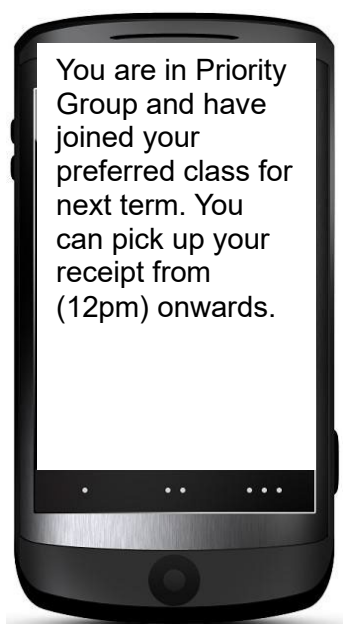 You are in Priority
Group and have
joined your
preferred class for
next term. You
can pick up your
receipt from
(12pm) onwards.